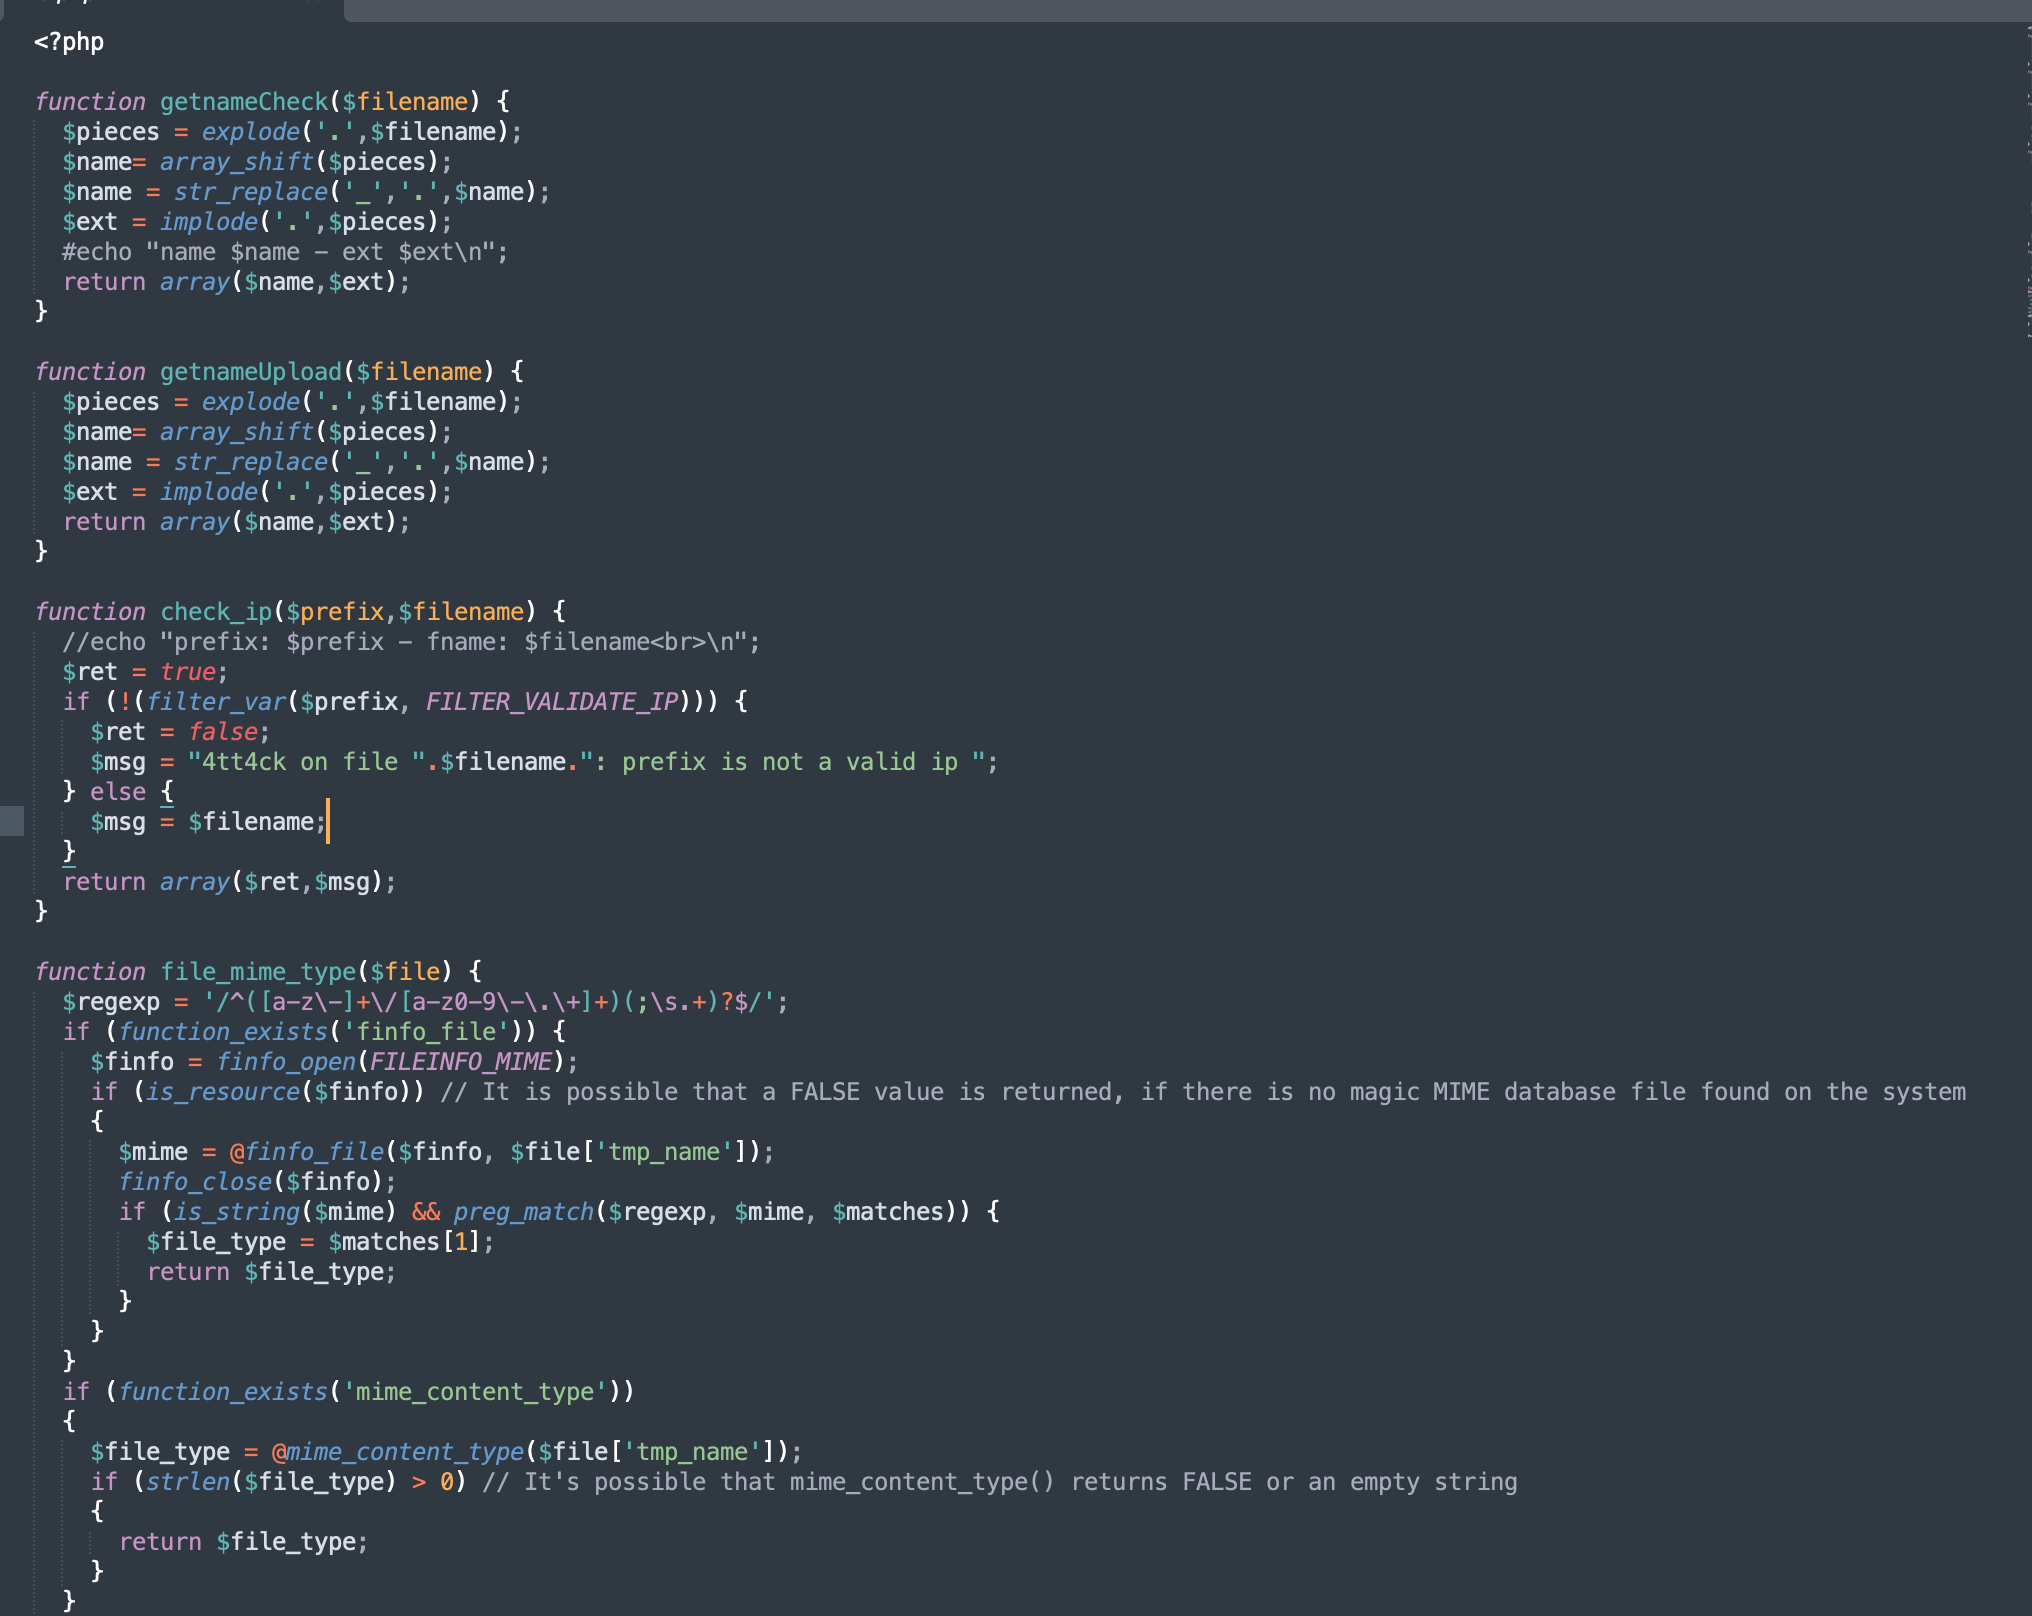 <?php
function getnameCheck($filename) {
$pieces = explode('.',$filename);
$name= array_shift($pieces);
$name = str_replace('_','.',$name);
$ext = implode('.',$pieces);
#echo "name $name - ext $ext\n";
return array($name,$ext);
}
function getnameUpload($filename) {
$pieces = explode('.',$filename);
$name= array_shift($pieces);
$name = str_replace('_','.',$name);
$ext = implode('.',$pieces);
return array($name,$ext);
}
function check_ip($prefix,$filename) {
//echo "prefix: $prefix - fname: $filename<br>\n";
$ret = true;
if (!(filter_var($prefix, FILTER_VALIDATE_IP))) {
$ret = false;
$msg = "4tt4ck on file ".$filename.": prefix is not a valid ip ";
} else {
$msg = $filename;
}
return array($ret,$msg);
}
function file_mime_type($file) {
$regexp = '/^([a-z\-]+\/[a-z0-9\-\.\+]+)(;\s.+)?$/';
if (function_exists('finfo_file')) {
$finfo = finfo_open(FILEINFO_MIME);
if (is_resource($finfo)) // It is possible that a FALSE value is returned, if there is no magic MIME database file found on the system
{
$mime = @finfo_file($finfo, $file['tmp_name']);
finfo_close($finfo);
if (is_string($mime) && preg_match($regexp, $mime, $matches)) {
$file_type = $matches[1];
return $file_type;
}
}
}
if (function_exists('mime_content_type'))
{
$file_type = @mime_content_type($file['tmp_name']);
if (strlen($file_type) > 0) // It's possible that mime_content_type() returns FALSE or an empty string
{
return $file_type;
}
}